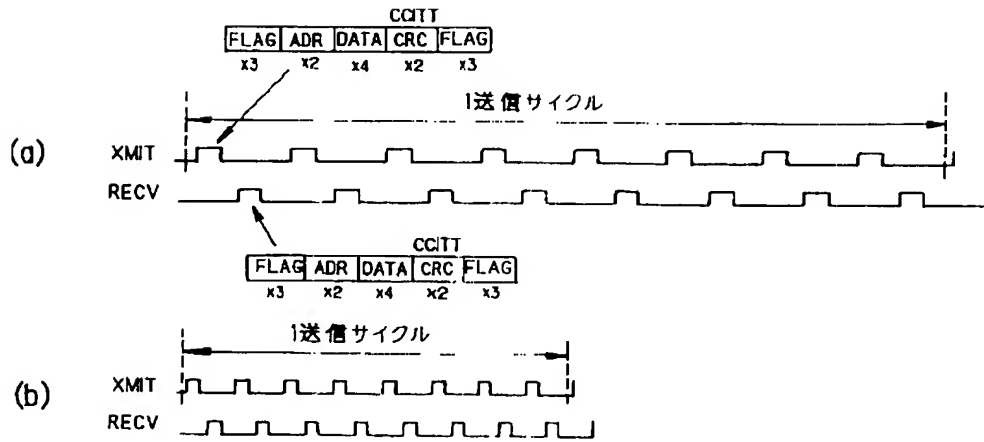 CCITT
FLAG ADR DATA CRC FLAG
x3 x2 x4 x2 x3
1送信サイクル
(a)
XMIT
RECV
CCITT
FLAG ADR DATA CRC FLAG
x3 x2 x4 x2 x3
1送信サイクル
(b)
XMIT
RECV